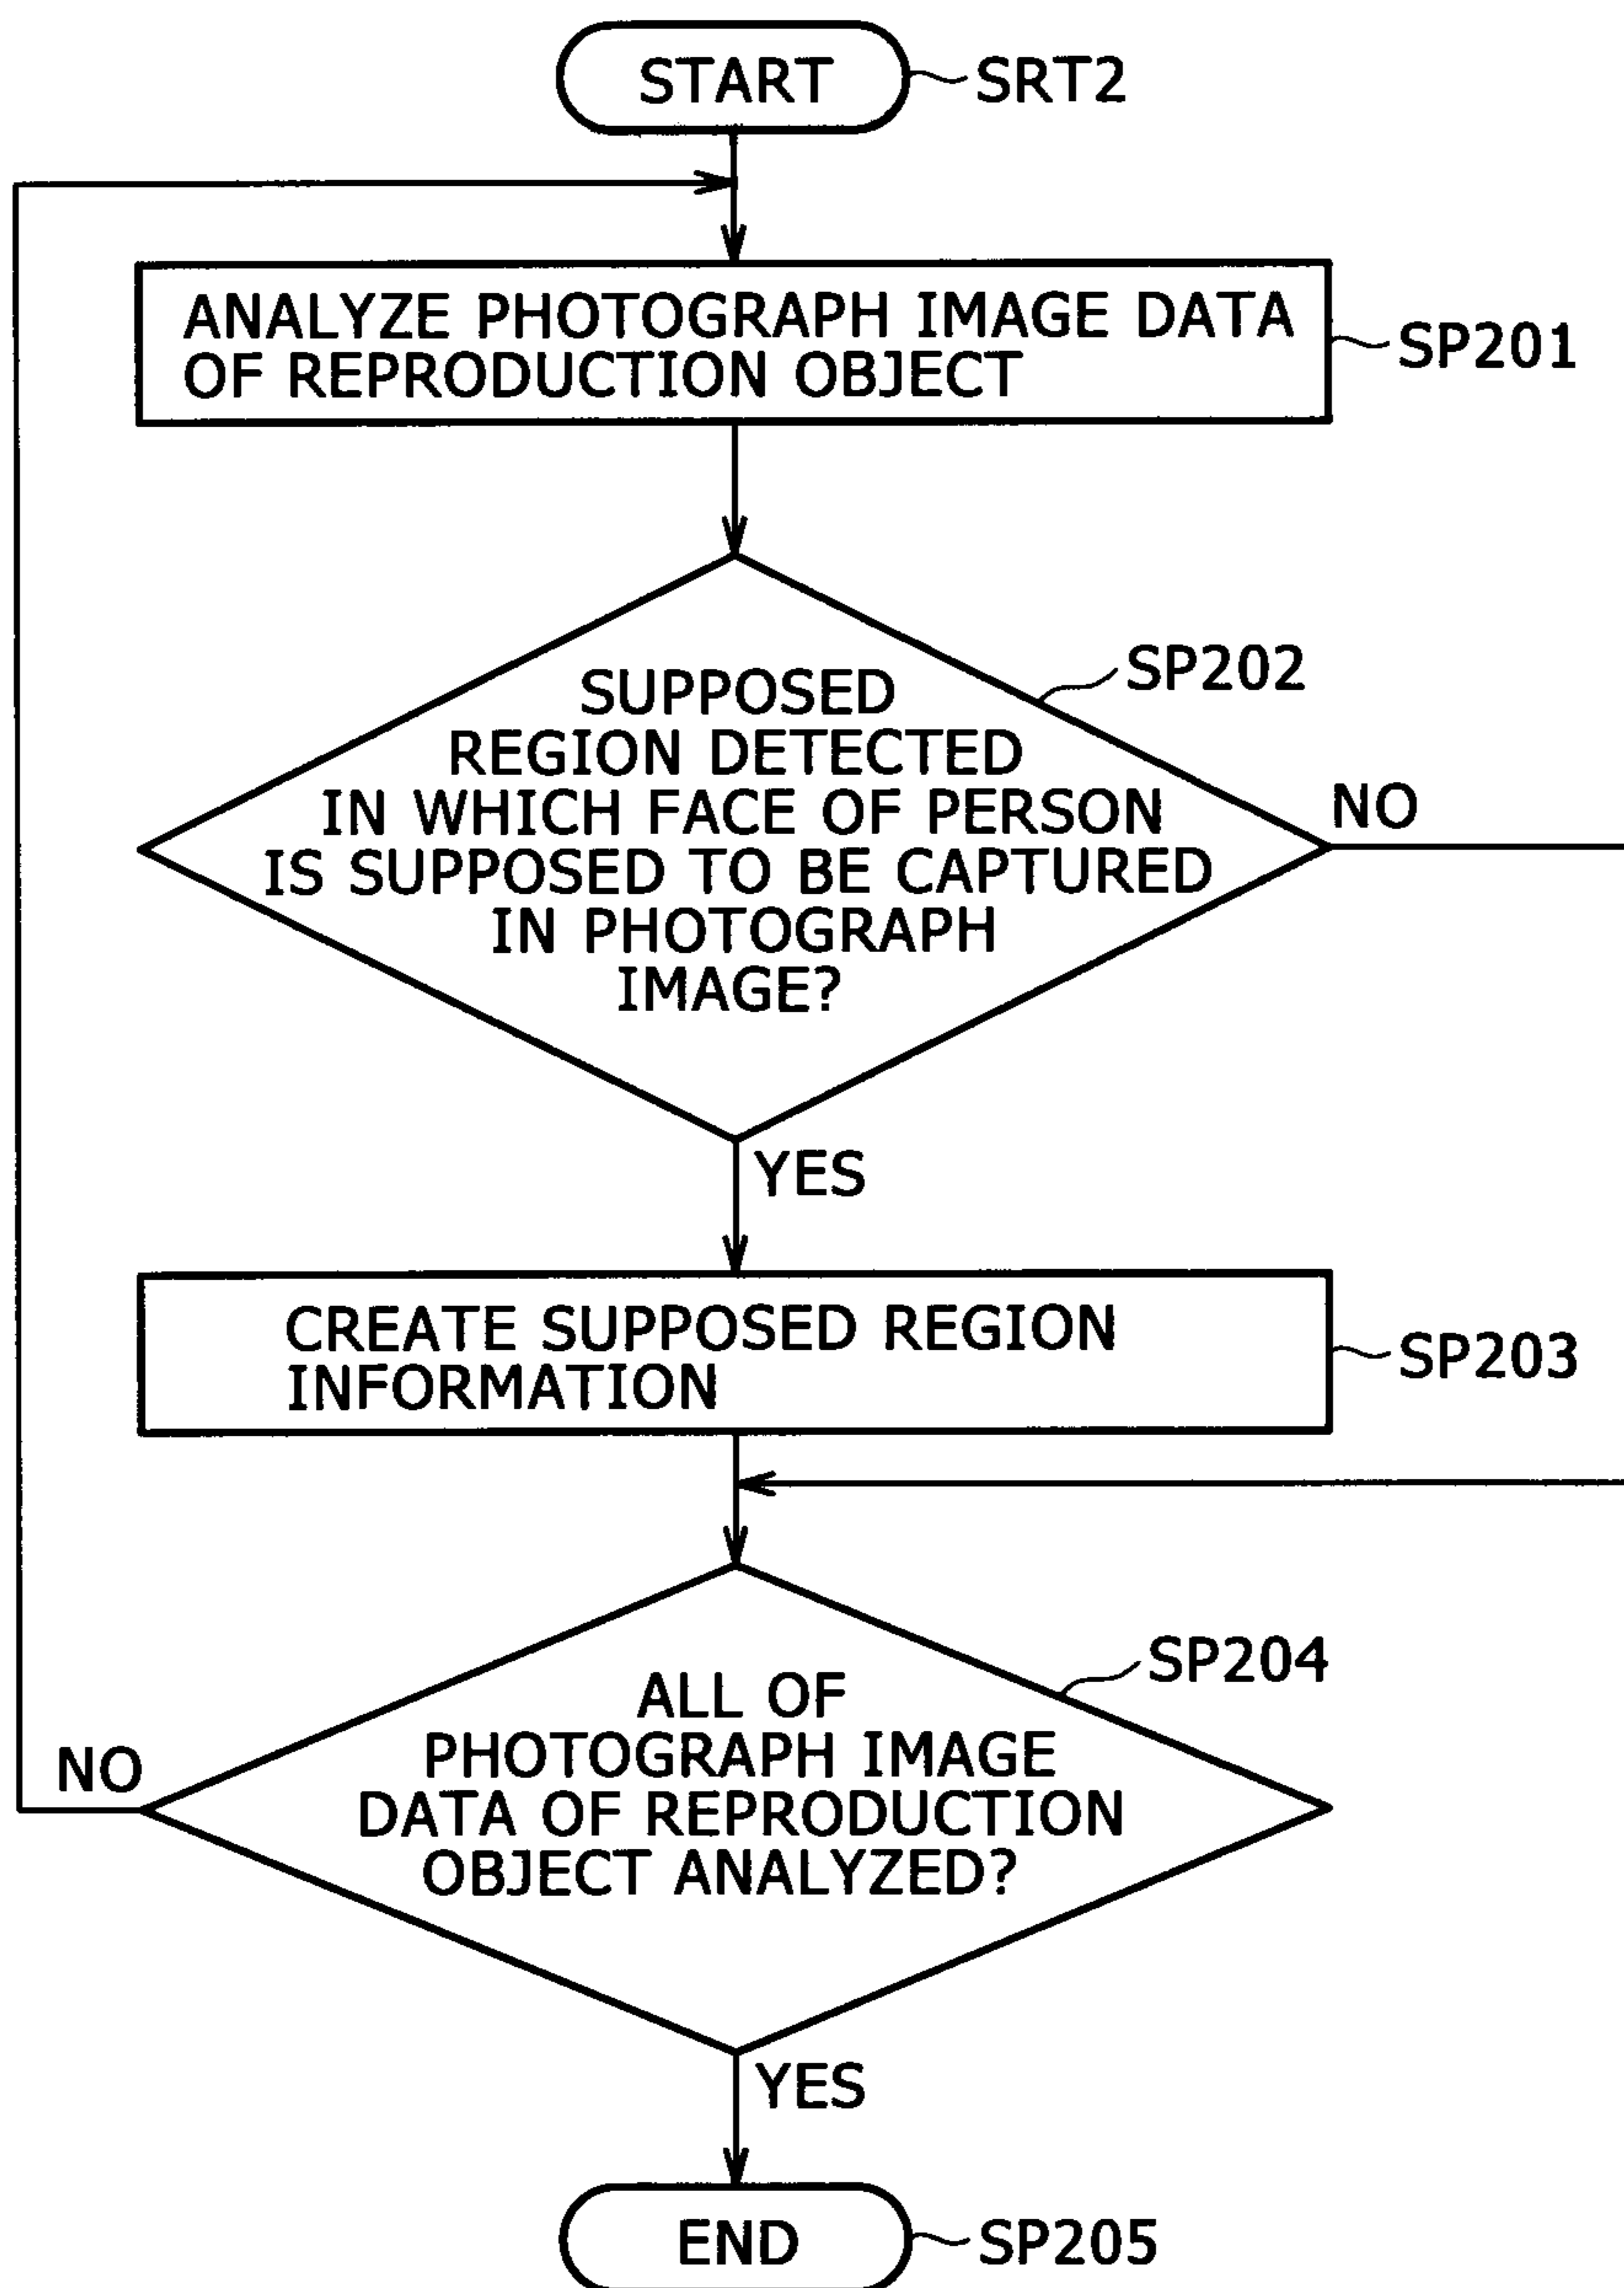 START
SRT2
ANALYZE PHOTOGRAPH IMAGE DATA
OF REPRODUCTION OBJECT
SP201
SP202
SUPPOSED
REGION DETECTED
IN WHICH FACE OF PERSON
IS SUPPOSED TO BE CAPTURED
IN PHOTOGRAPH
IMAGE?
NO
YES
CREATE SUPPOSED REGION
INFORMATION
SP203
SP204
ALL OF
PHOTOGRAPH IMAGE
DATA OF REPRODUCTION
OBJECT ANALYZED?
NO
YES
END
SP205